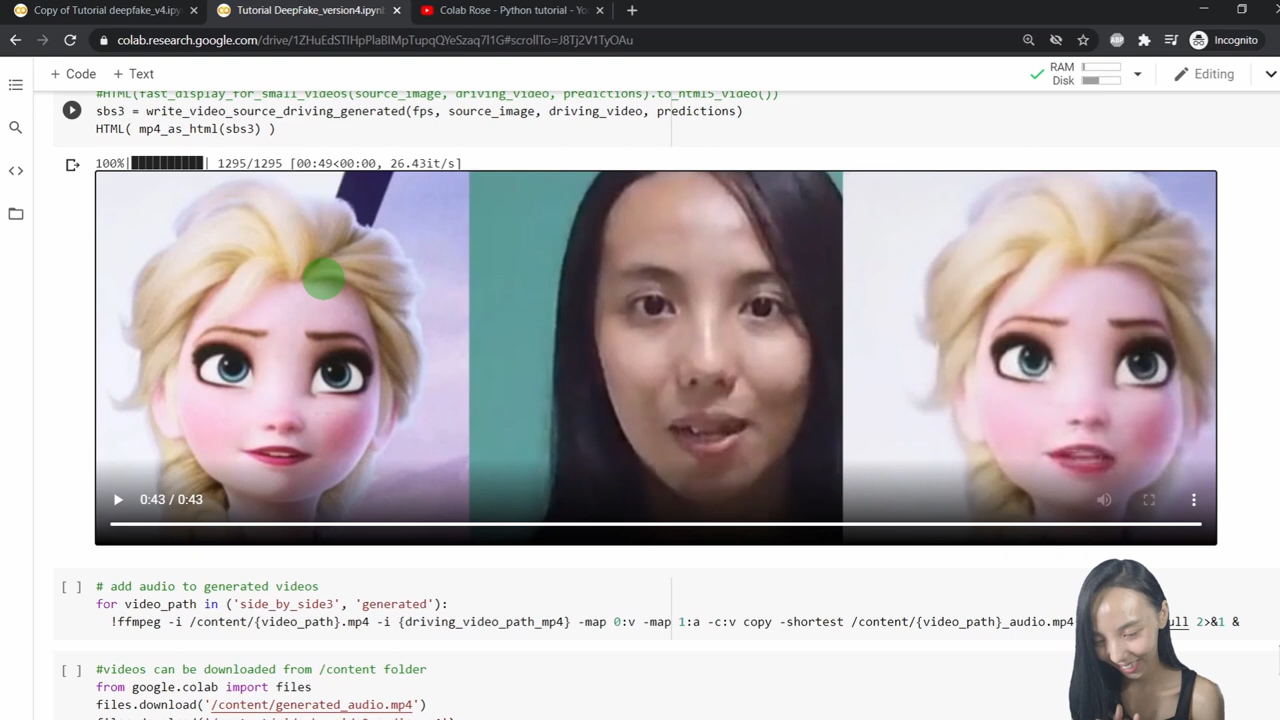 Copy of Tutorial deepfake_v4.ipy
Tutorial DeepFake_version4.ipynb
Colab Rose - Python tutorial - Yo
colab.research.google.com/drive/1ZHuEdSTIHpPlaBIMpTupqQYeSzaq7l1G#scrollTo=J8Tj2V1TyOAu
ABP
Incognito
+ Code + Text
RAM
Disk
Editing
#HTML(fast_display_for_small_videos(source_image, driving_video, predictions).to_html5_video())
sbs3 = write_video_source_driving_generated(fps, source_image, driving_video, predictions)
HTML( mp4_as_html(sbs3) )
100%|██████████| 1295/1295 [00:49<00:00, 26.43it/s]
0:43 / 0:43
[ ] # add audio to generated videos
for video_path in ('side_by_side3', 'generated'):
!ffmpeg -i /content/{video_path}.mp4 -i {driving_video_path_mp4} -map 0:v -map 1:a -c:v copy -shortest /content/{video_path}_audio.mp4 ull 2>&1 &
[ ] #videos can be downloaded from /content folder
from google.colab import files
files.download('/content/generated_audio.mp4')